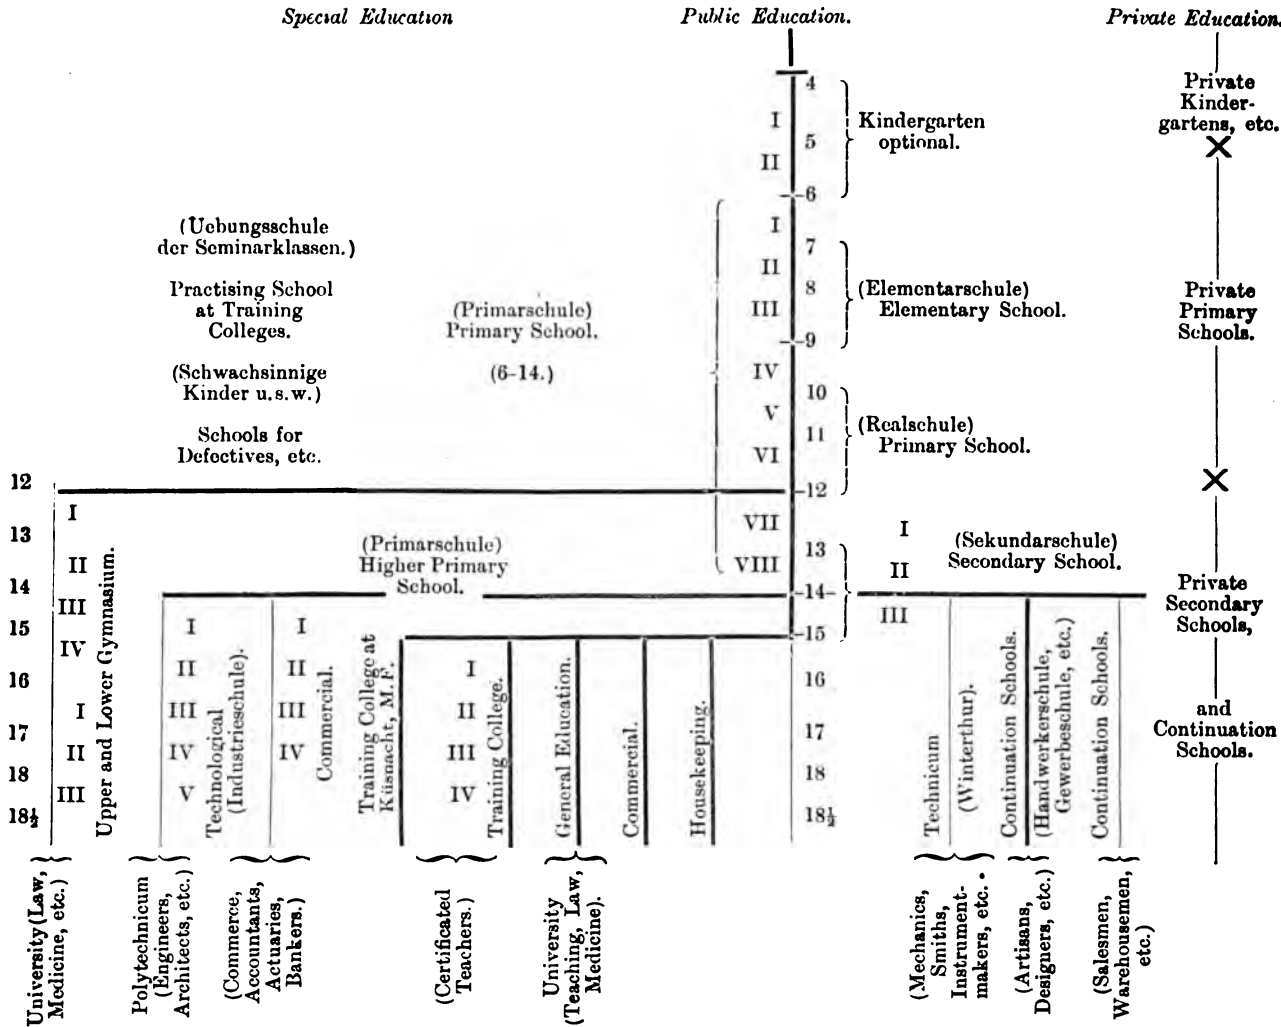 Special Education
Public Education.
Private Education.
4
I
5
II
6
Kindergarten
optional.
Private
Kinder-
gartens, etc.
(Uebungsschule
der Seminarklassen.)
Practising School
at Training
Colleges.
(Schwachsinnige
Kinder u.s.w.)
Schools for
Defectives, etc.
(Primarschule)
Primary School.
(6-14.)
I
7
II
8
III
9
IV
10
V
11
VI
12
(Elementarschule)
Elementary School.
(Realschule)
Primary School.
Private
Primary
Schools.
12
13
14
15
16
17
18
18½
I
II
III
IV
I
II
III
Upper and Lower Gymnasium.
(Primarschule)
Higher Primary
School.
VII
13
VIII
14
15
16
17
18
18½
I
II
III
(Sekundarschule)
Secondary School.
Private
Secondary
Schools,
and
Continuation
Schools.
I
II
III
IV
V
Technological
(Industrieschule).
I
II
III
IV
Commercial.
Training College at
Küsnacht, M. F.
I
II
III
IV
Training College.
General Education.
Commercial.
Housekeeping.
Technicum
(Winterthur).
Continuation Schools.
(Handwerkerschule,
Gewerbeschule, etc.)
Continuation Schools.
University (Law,
Medicine, etc.)
Polytechnicum
(Engineers,
Architects, etc.)
(Commerce,
Accountants,
Actuaries,
Bankers.)
(Certificated
Teachers.)
University
(Teaching, Law,
Medicine).
(Mechanics,
Smiths,
Instrument-
makers, etc.
(Artisans,
Designers, etc.)
(Salesmen,
Warehousemen,
etc.)